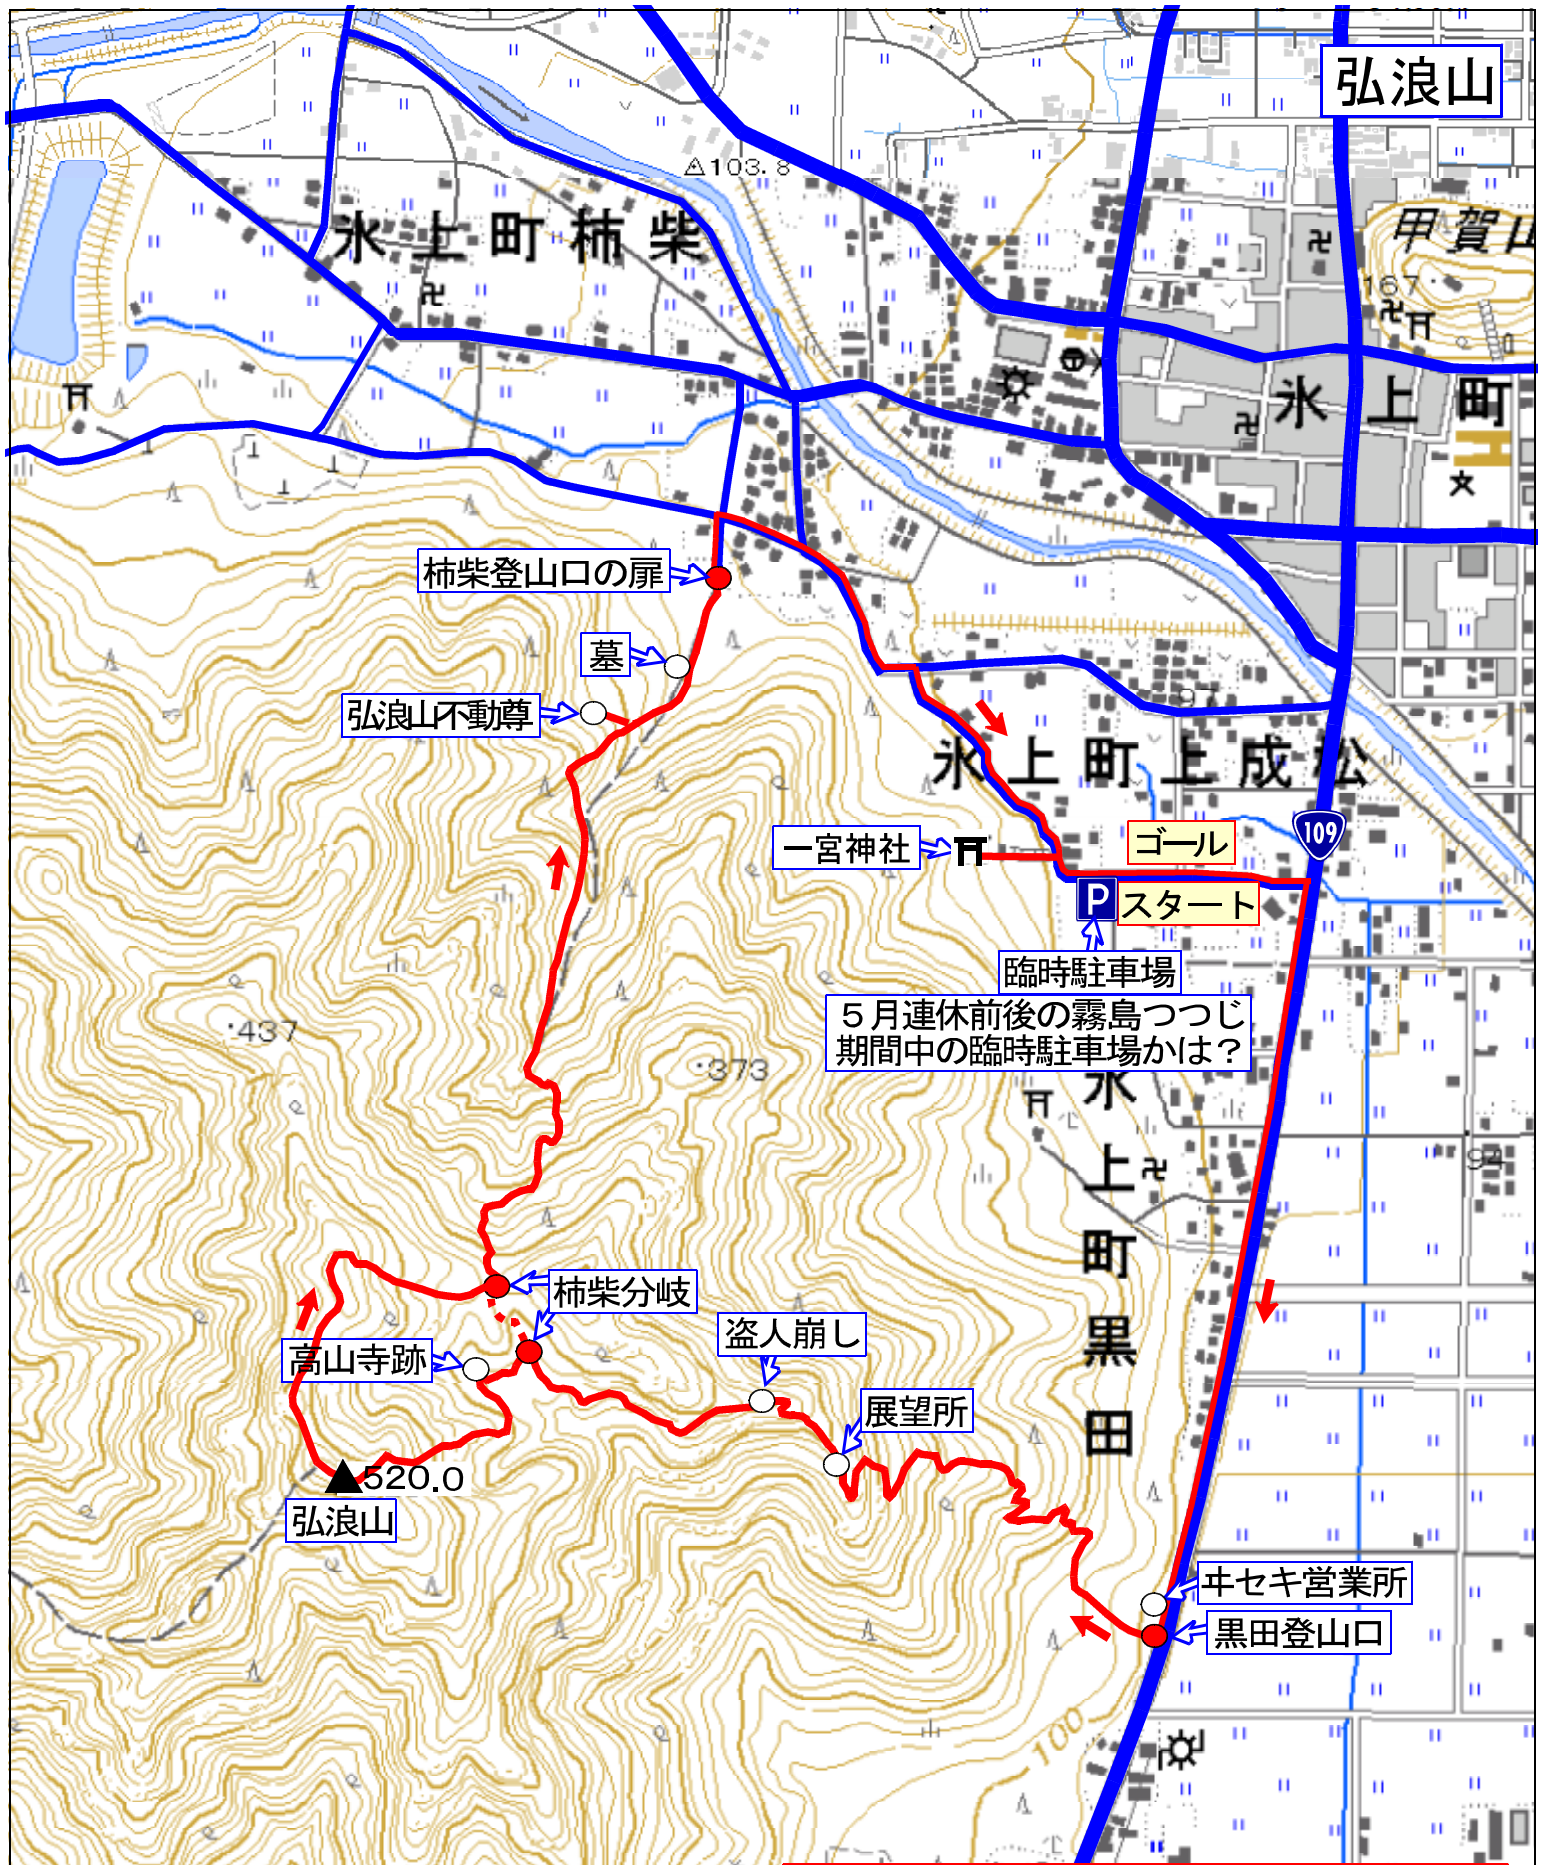 弘浪山
103.8
氷上町柿柴
甲賀山
167
氷上町
柿柴登山口の扉
墓
弘浪山不動尊
97
氷上町上成松
109
一宮神社
ゴール
P
スタート
臨時駐車場
5月連休前後の霧島つつじ
期間中の臨時駐車場かは?
437
373
氷上町黒田
94
柿柴分岐
盗人崩し
高山寺跡
展望所
520.0
弘浪山
ヰセキ営業所
黒田登山口
100